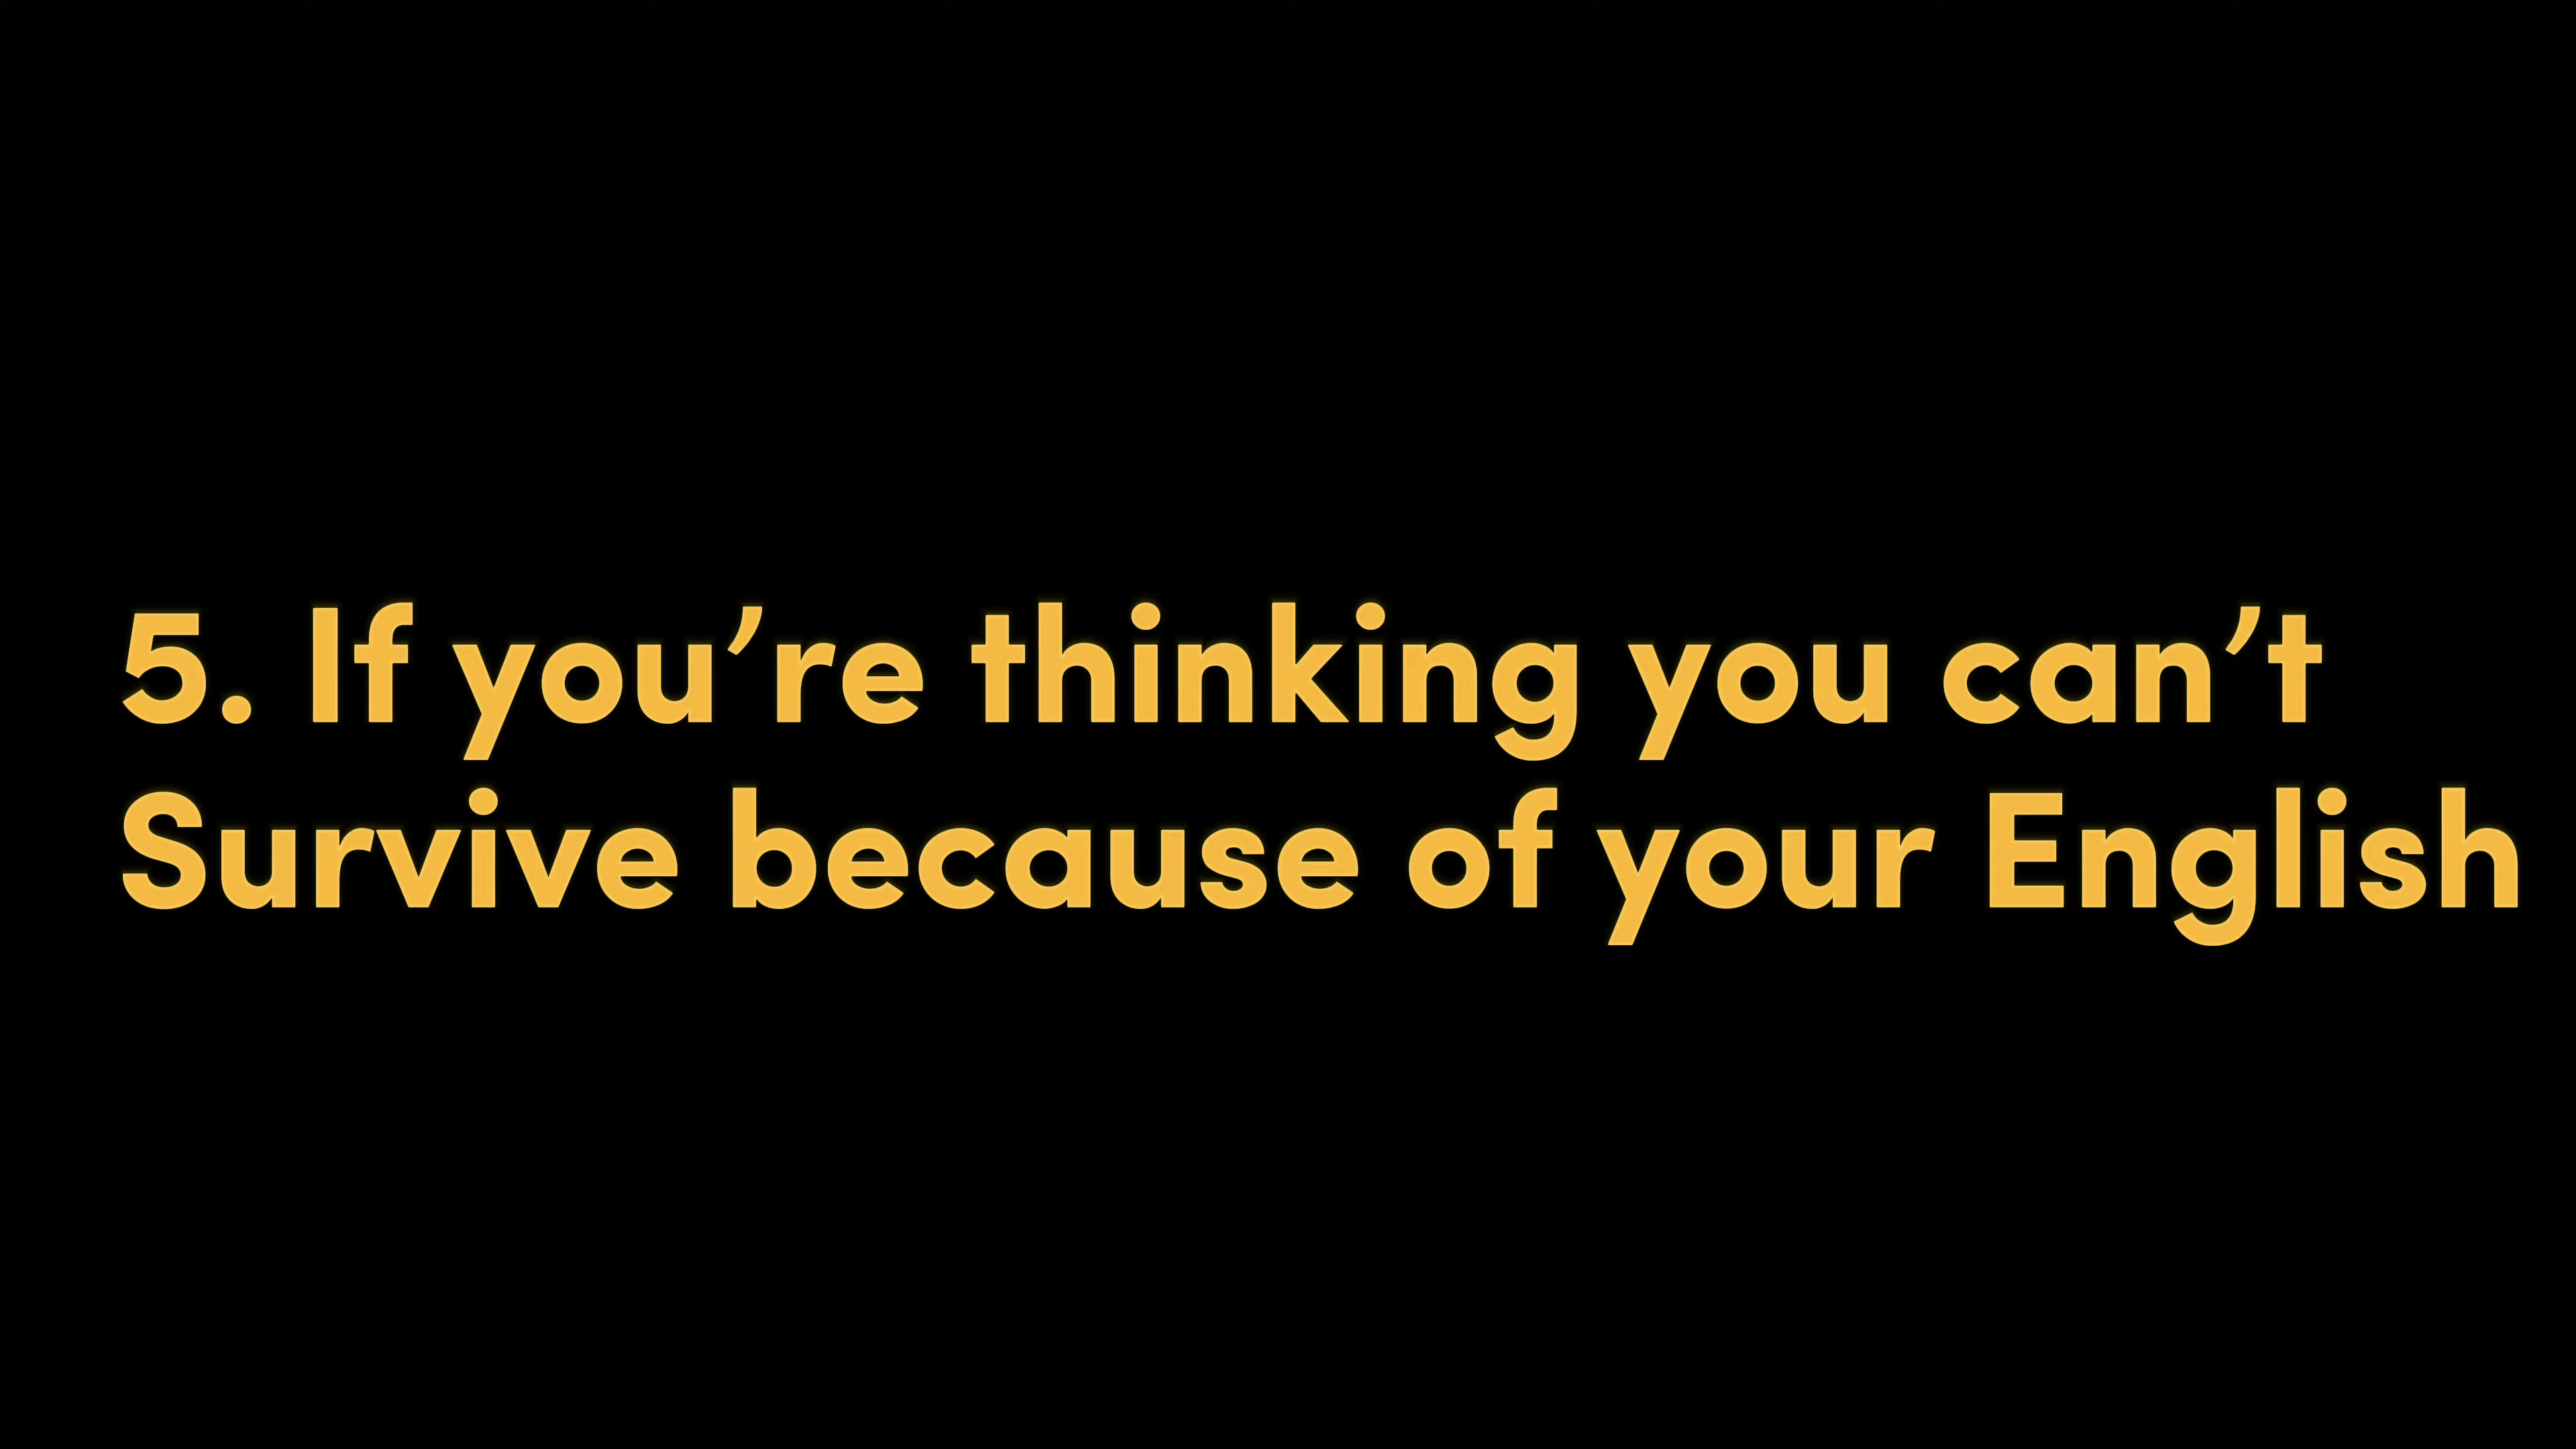 5. If you’re thinking you can’t
Survive because of your English